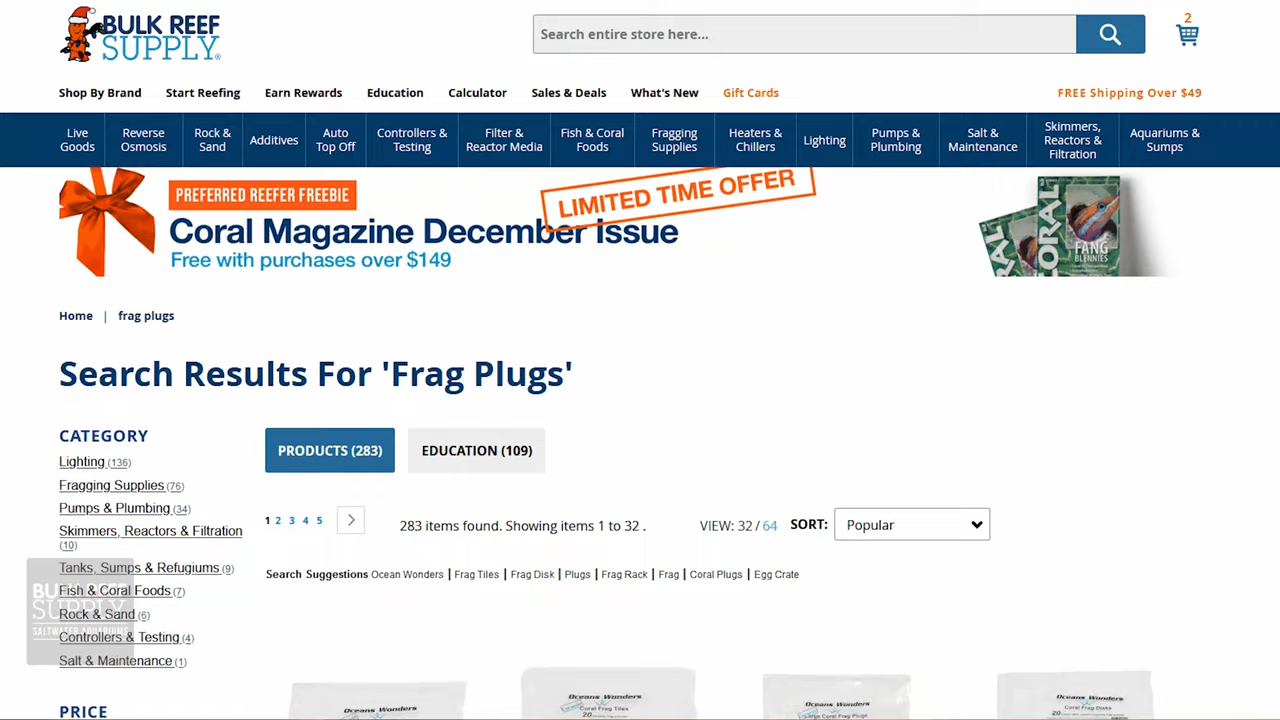 BULK REEF
SUPPLY
Search entire store here...
2
Shop By Brand
Start Reefing
Earn Rewards
Education
Calculator
Sales & Deals
What's New
Gift Cards
FREE Shipping Over $49
Live
Goods
Reverse
Osmosis
Rock &
Sand
Additives
Auto
Top Off
Controllers &
Testing
Filter &
Reactor Media
Fish & Coral
Foods
Fragging
Supplies
Heaters &
Chillers
Lighting
Pumps &
Plumbing
Salt &
Maintenance
Skimmers,
Reactors &
Filtration
Aquariums &
Sumps
PREFERRED REEFER FREEBIE
LIMITED TIME OFFER
Coral Magazine December Issue
Free with purchases over $149
CORAL
FANG
BLENNIES
Home | frag plugs
Search Results For 'Frag Plugs'
CATEGORY
Lighting (136)
Fragging Supplies (76)
Pumps & Plumbing (34)
Skimmers, Reactors & Filtration
(10)
Tanks, Sumps & Refugiums (9)
Fish & Coral Foods (7)
Rock & Sand (6)
Controllers & Testing (4)
Salt & Maintenance (1)
PRICE
BULK REEF
SUPPLY
SALTWATER AQUARIUMS
PRODUCTS (283)
EDUCATION (109)
1 2 3 4 5
283 items found. Showing items 1 to 32 .
VIEW: 32 / 64
SORT: Popular
Search Suggestions Ocean Wonders | Frag Tiles | Frag Disk | Plugs | Frag Rack | Frag | Coral Plugs | Egg Crate
Oceans Wonders
Oceans Wonders
Coral Frag Tiles
20
Oceans Wonders
Large Coral Frag Plugs
Oceans Wonders
Coral Frag Disks
20